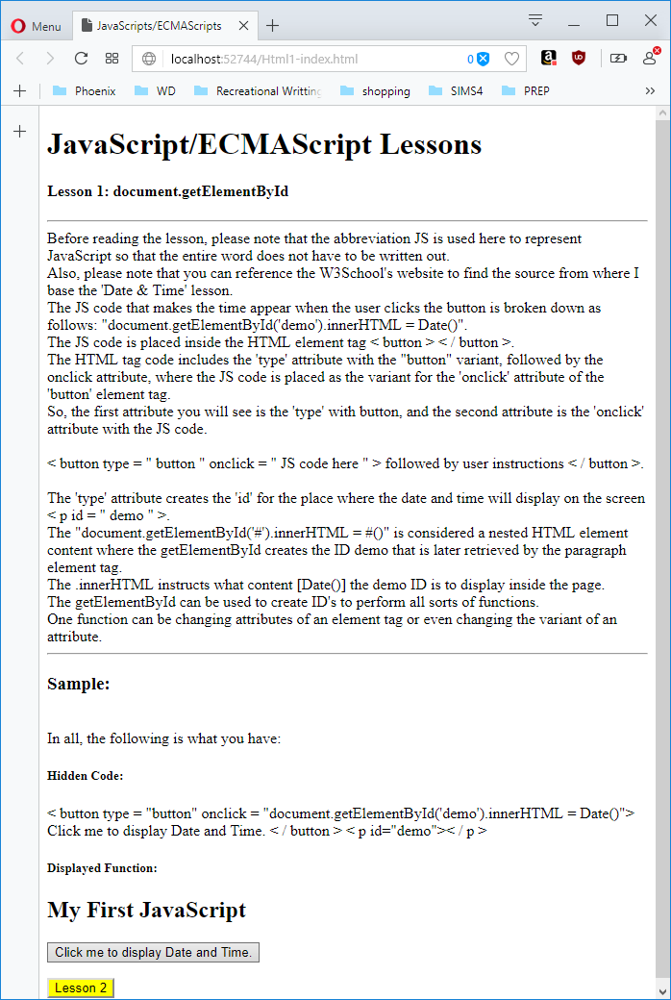 Menu
JavaScripts/ECMAScripts
localhost:52744/Html1-index.html
0
Phoenix
WD
Recreational Writting
shopping
SIMS4
PREP
JavaScript/ECMAScript Lessons
Lesson 1: document.getElementById
Before reading the lesson, please note that the abbreviation JS is used here to represent
JavaScript so that the entire word does not have to be written out.
Also, please note that you can reference the W3School's website to find the source from where I
base the 'Date & Time' lesson.
The JS code that makes the time appear when the user clicks the button is broken down as
follows: "document.getElementById('demo').innerHTML = Date()".
The JS code is placed inside the HTML element tag < button > < / button >.
The HTML tag code includes the 'type' attribute with the "button" variant, followed by the
onclick attribute, where the JS code is placed as the variant for the 'onclick' attribute of the
'button' element tag.
So, the first attribute you will see is the 'type' with button, and the second attribute is the 'onclick'
attribute with the JS code.
< button type = " button " onclick = " JS code here " > followed by user instructions < / button >.
The 'type' attribute creates the 'id' for the place where the date and time will display on the screen
< p id = " demo " >.
The "document.getElementById('#').innerHTML = #()" is considered a nested HTML element
content where the getElementById creates the ID demo that is later retrieved by the paragraph
element tag.
The .innerHTML instructs what content [Date()] the demo ID is to display inside the page.
The getElementById can be used to create ID's to perform all sorts of functions.
One function can be changing attributes of an element tag or even changing the variant of an
attribute.
Sample:
In all, the following is what you have:
Hidden Code:
< button type = "button" onclick = "document.getElementById('demo').innerHTML = Date()">
Click me to display Date and Time. < / button > < p id="demo">< / p >
Displayed Function:
My First JavaScript
Click me to display Date and Time.
Lesson 2